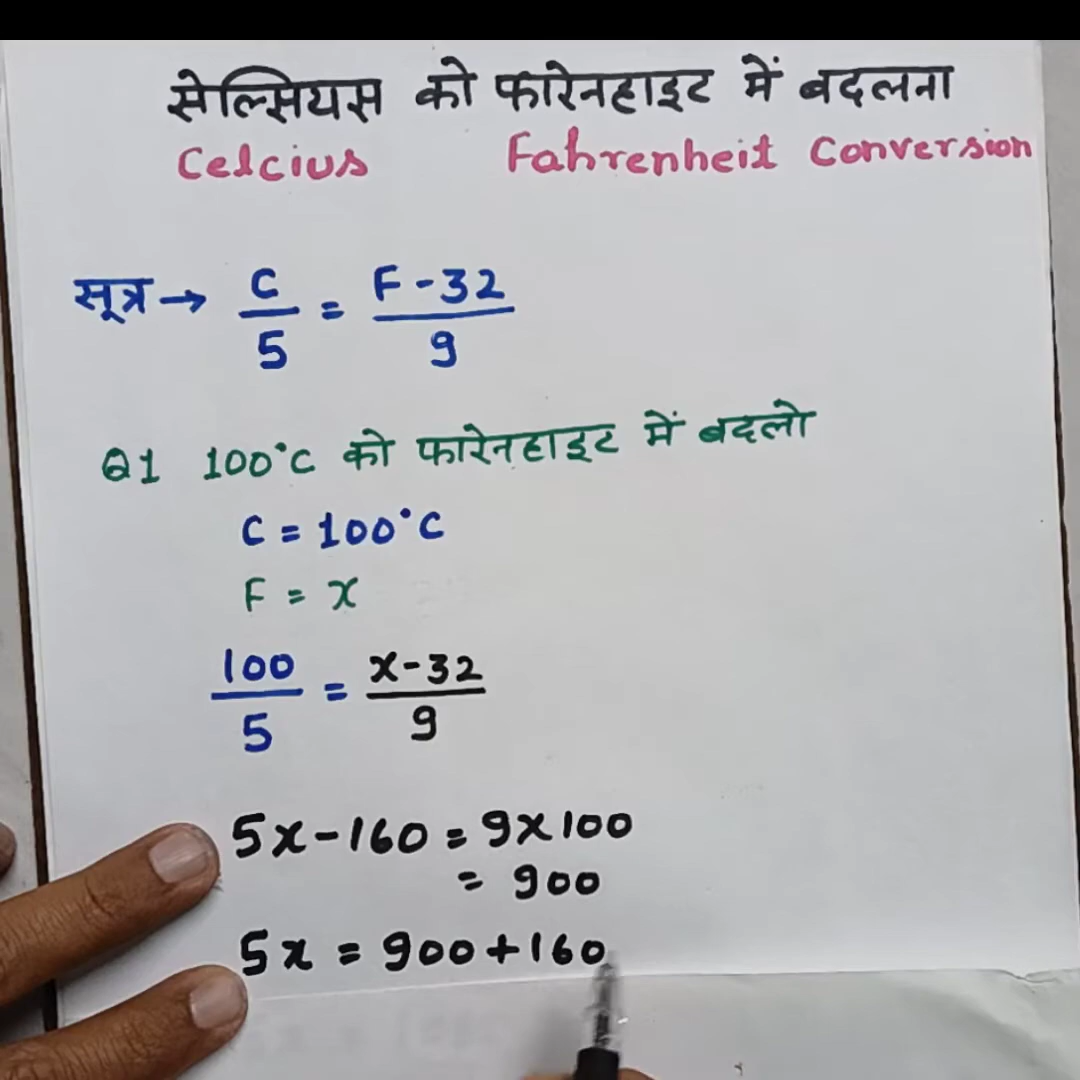 सेल्सियस को फारेनहाइट में बदलना
Celcius Fahrenheit Conversion
सूत्र → C/5 = F-32/9
Q1 100°C को फारेनहाइट में बदलो
C = 100°C
F = x
100/5 = x-32/9
5x-160 = 9x100
= 900
5x = 900+160